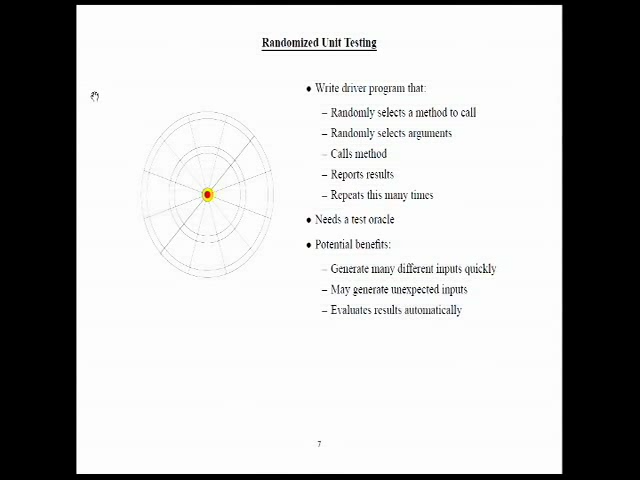 Randomized Unit Testing
• Write driver program that:
– Randomly selects a method to call
– Randomly selects arguments
– Calls method
– Reports results
– Repeats this many times
• Needs a test oracle
• Potential benefits:
– Generate many different inputs quickly
– May generate unexpected inputs
– Evaluates results automatically
7